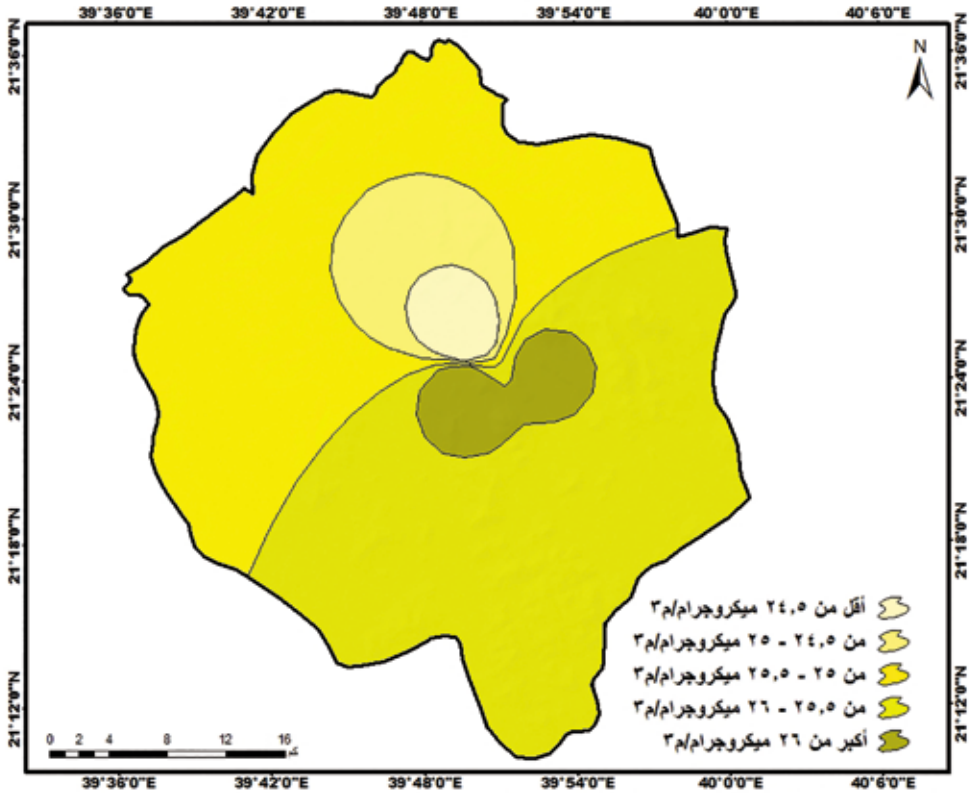 39°36'0"E 39°42'0"E 39°48'0"E 39°54'0"E 40°0'0"E 40°6'0"E
N
21°36'0"N 21°36'0"N
21°30'0"N 21°30'0"N
21°24'0"N 21°24'0"N
21°18'0"N 21°18'0"N
21°12'0"N 21°12'0"N
أقل من ٢٤,٥ ميكروجرام/م٣
من ٢٤,٥ - ٢٥ ميكروجرام/م٣
من ٢٥ - ٢٥,٥ ميكروجرام/م٣
من ٢٥,٥ - ٢٦ ميكروجرام/م٣
أكبر من ٢٦ ميكروجرام/م٣
0 2 4 8 12 16
39°36'0"E 39°42'0"E 39°48'0"E 39°54'0"E 40°0'0"E 40°6'0"E